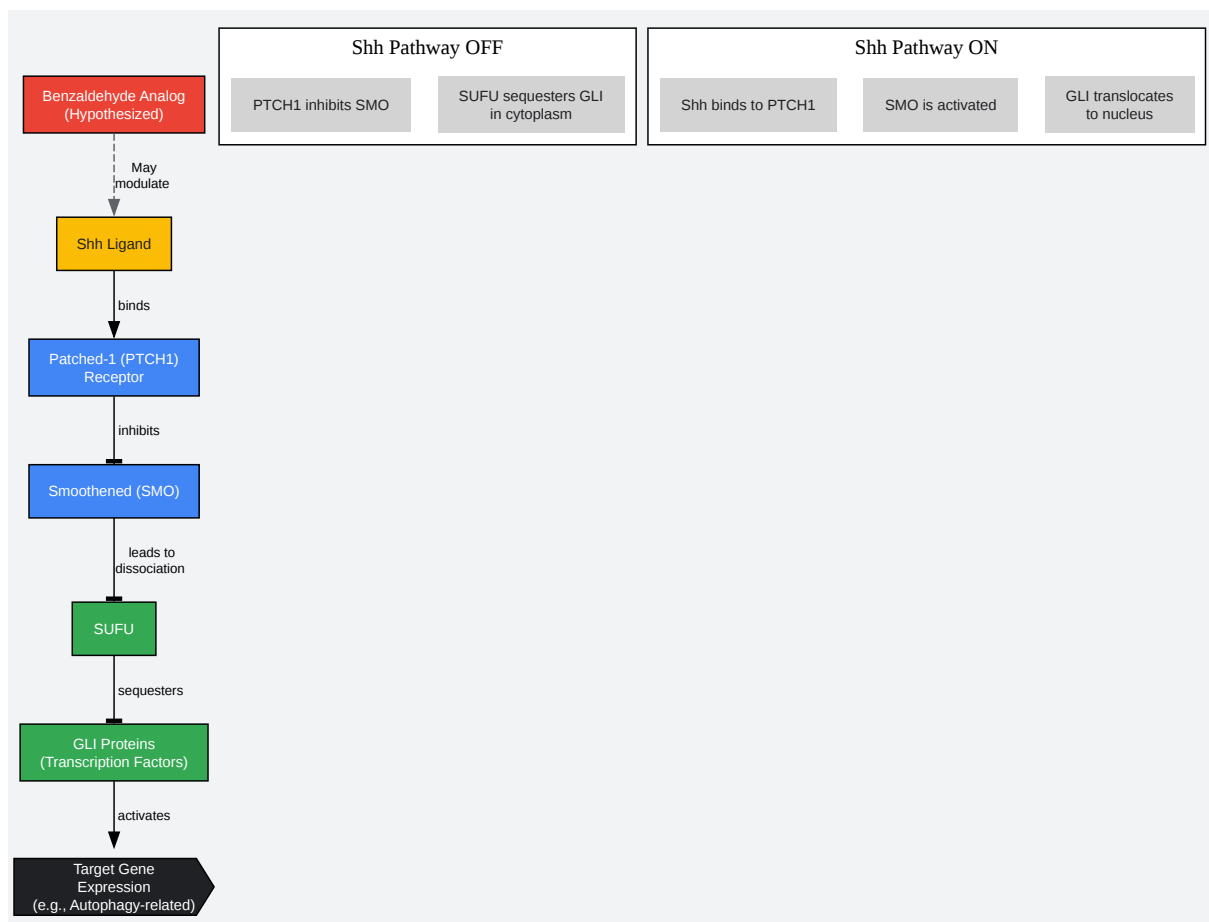 Shh Pathway OFF
PTCH1 inhibits SMO
SUFU sequesters GLI
in cytoplasm
Shh Pathway ON
Shh binds to PTCH1
SMO is activated
GLI translocates
to nucleus
Benzaldehyde Analog
(Hypothesized)
May
modulate
Shh Ligand
binds
Patched-1 (PTCH1)
Receptor
inhibits
Smoothened (SMO)
leads to
dissociation
SUFU
sequesters
GLI Proteins
(Transcription Factors)
activates
Target Gene
Expression
(e.g., Autophagy-related)